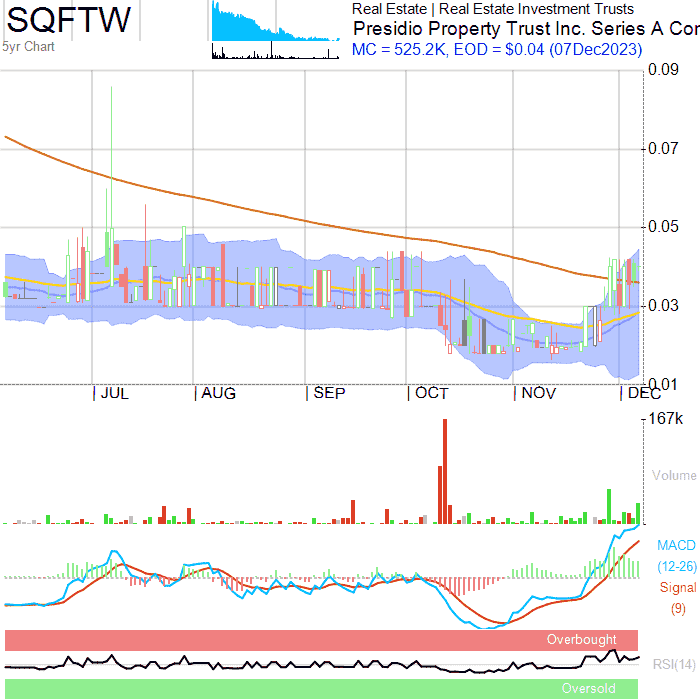 SQFTW
5yr Chart
Real Estate | Real Estate Investment Trusts
Presidio Property Trust Inc. Series A Cor
MC = 525.2K, EOD = $0.04 (07Dec2023)
0.09
0.07
0.05
0.03
0.01
JUL AUG SEP OCT NOV DEC
167k
Volume
MACD
(12-26)
Signal
(9)
Overbought
RSI(14)
Oversold